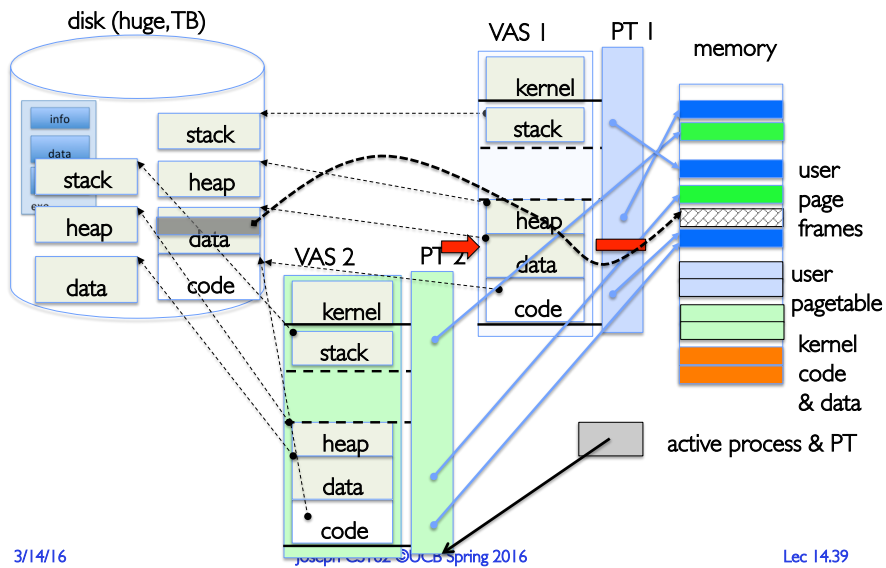 disk (huge, TB)
VAS 1
PT 1
memory
info
data
stack
heap
data
stack
heap
data
code
kernel
stack
heap
data
code
VAS 2
PT 2
kernel
stack
heap
data
code
user
page
frames
user
pagetable
kernel
code
& data
active process & PT
3/14/16
Joseph CS162 ©UCB Spring 2016
Lec 14.39